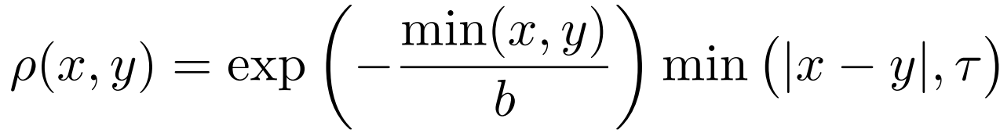 ρ(x, y) = exp(−min(x, y)/b) min(|x − y|, τ)